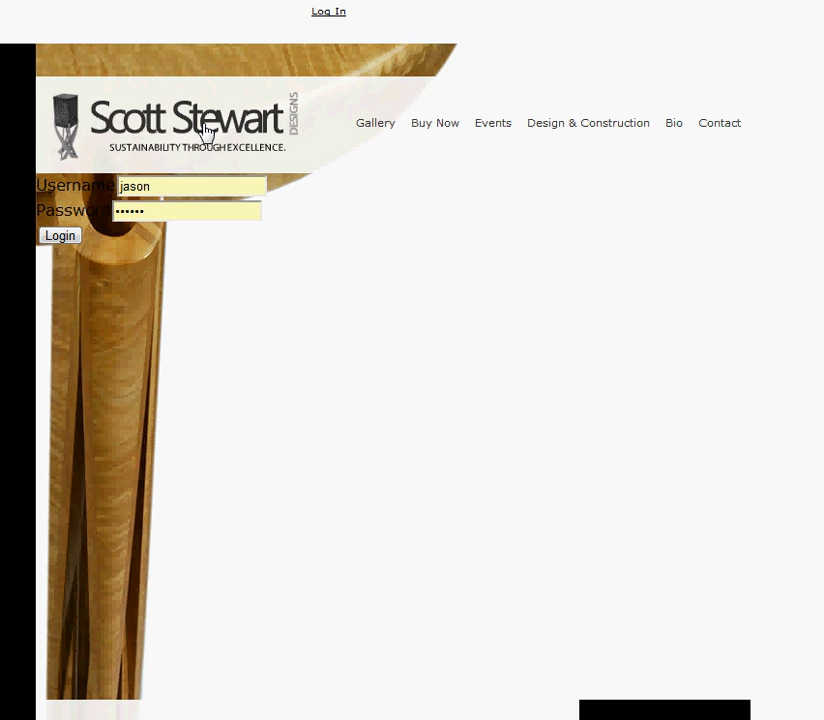 Log In
Scott Stewart DESIGNS
SUSTAINABILITY THROUGH EXCELLENCE.
Gallery Buy Now Events Design & Construction Bio Contact
Username jason
Password ••••••
Login